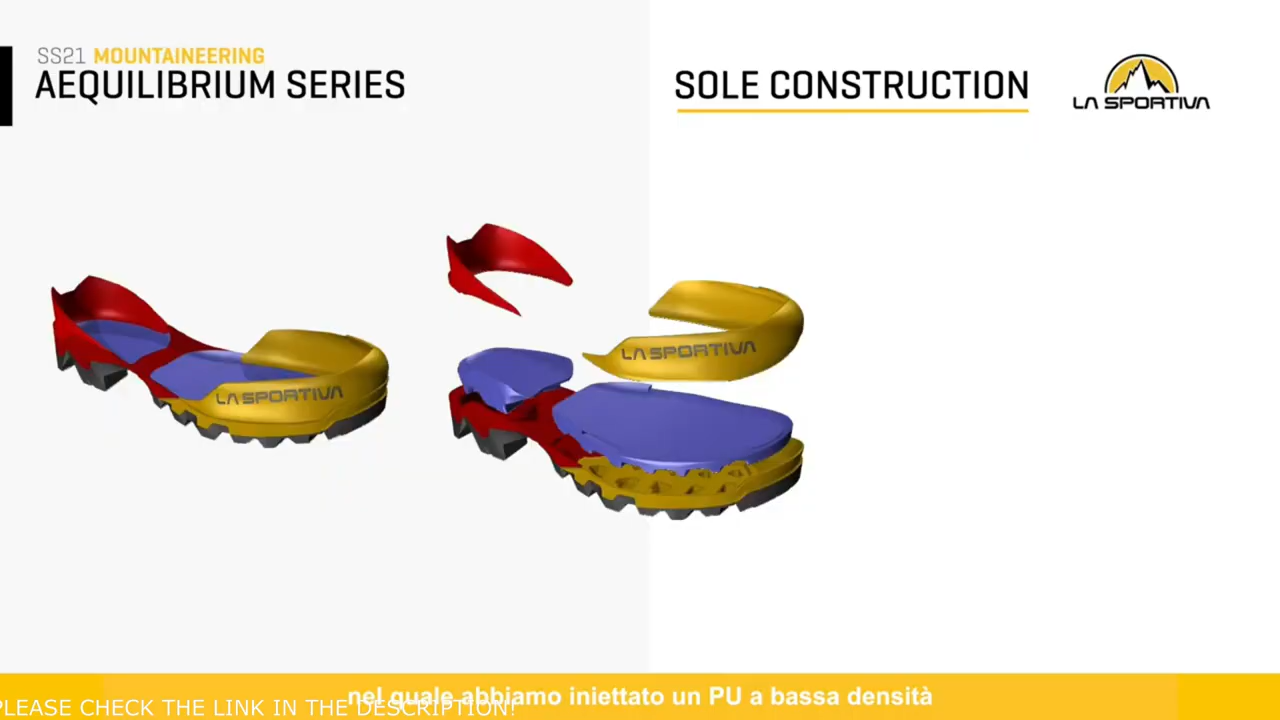 SS21 MOUNTAINEERING
AEQUILIBRIUM SERIES
SOLE CONSTRUCTION
LA SPORTIVA
LA SPORTIVA
LA SPORTIVA
nel quale abbiamo iniettato un PU a bassa densità
PLEASE CHECK THE LINK IN THE DESCRIPTION!